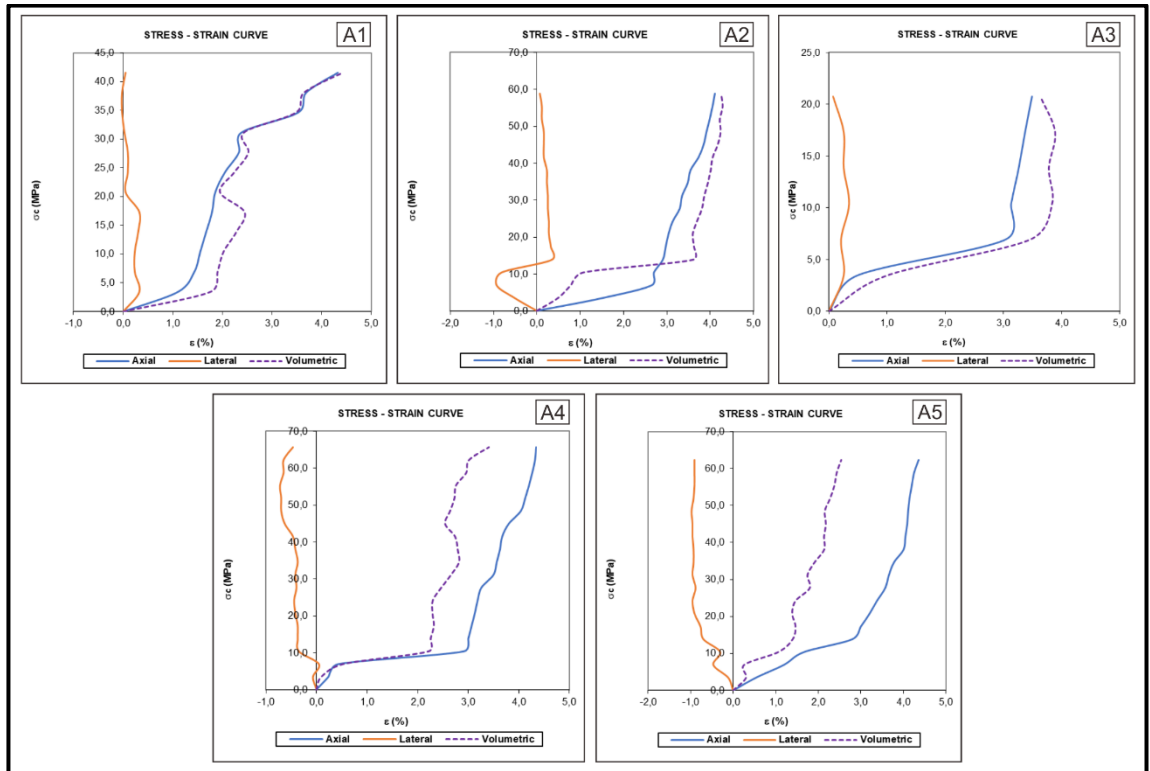 STRESS - STRAIN CURVE
A1
45,0
40,0
35,0
30,0
25,0
20,0
15,0
10,0
5,0
0,0
σc (MPa)
-1,0 0,0 1,0 2,0 3,0 4,0 5,0
ε (%)
Axial Lateral Volumetric
STRESS - STRAIN CURVE
A2
70,0
60,0
50,0
40,0
30,0
20,0
10,0
0,0
σc (MPa)
-2,0 -1,0 0,0 1,0 2,0 3,0 4,0 5,0
ε (%)
Axial Lateral Volumetric
STRESS - STRAIN CURVE
A3
25,0
20,0
15,0
10,0
5,0
0,0
σc (MPa)
0,0 1,0 2,0 3,0 4,0 5,0
ε (%)
Axial Lateral Volumetric
STRESS - STRAIN CURVE
A4
70,0
60,0
50,0
40,0
30,0
20,0
10,0
0,0
σc (MPa)
-1,0 0,0 1,0 2,0 3,0 4,0 5,0
ε (%)
Axial Lateral Volumetric
STRESS - STRAIN CURVE
A5
70,0
60,0
50,0
40,0
30,0
20,0
10,0
0,0
σc (MPa)
-2,0 -1,0 0,0 1,0 2,0 3,0 4,0 5,0
ε (%)
Axial Lateral Volumetric